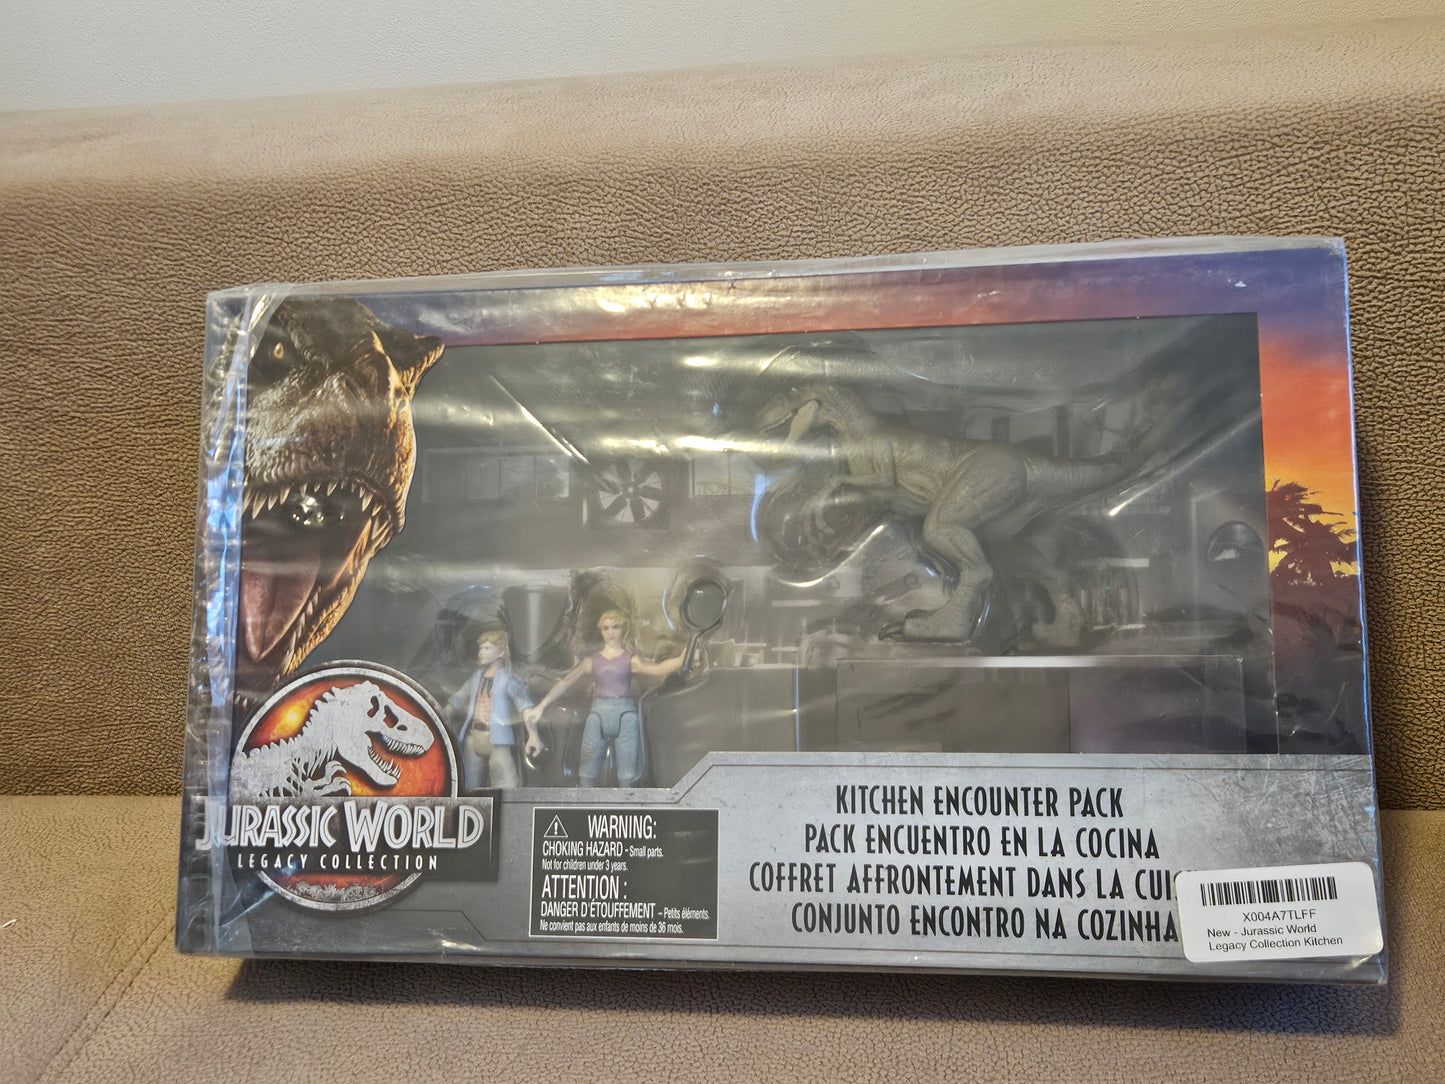 JURASSIC WORLD
LEGACY COLLECTION
WARNING:
CHOKING HAZARD - Small parts.
Not for children under 3 years.
ATTENTION :
DANGER D'ÉTOUFFEMENT – Petits éléments.
Ne convient pas aux enfants de moins de 36 mois.
KITCHEN ENCOUNTER PACK
PACK ENCUENTRO EN LA COCINA
COFFRET AFFRONTEMENT DANS LA
CONJUNTO ENCONTRO NA COZINHA
X004A7TLFF
New - Jurassic World
Legacy Collection Kitchen